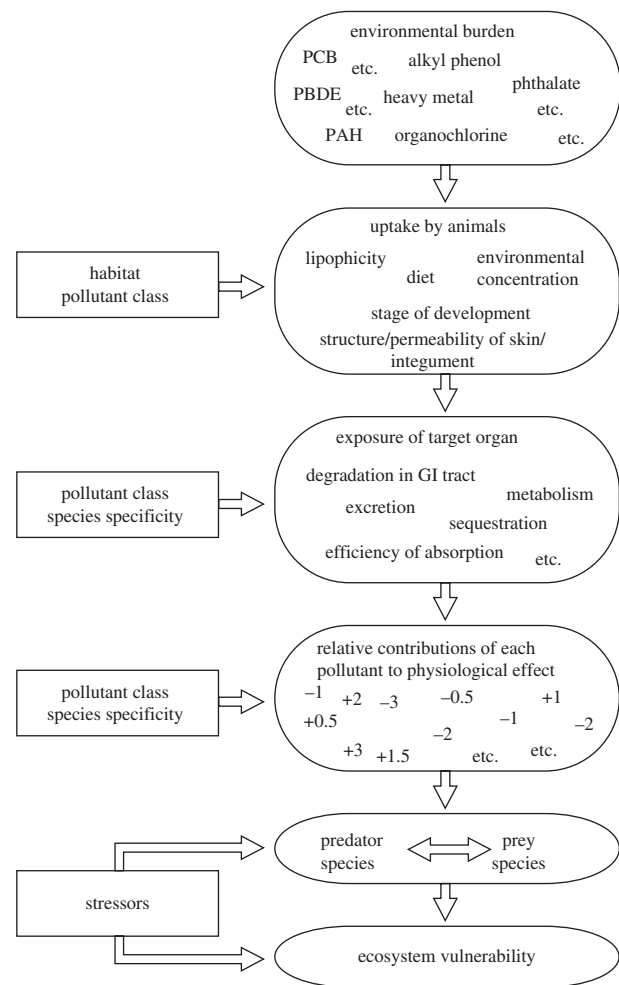 environmental burden
PCB etc. alkyl phenol
PBDE etc. heavy metal phthalate etc.
PAH organochlorine etc.
uptake by animals
habitat
pollutant class
lipophicity diet environmental
concentration
stage of development
structure/permeability of skin/
integument
exposure of target organ
pollutant class
species specificity
degradation in GI tract
excretion metabolism
sequestration
efficiency of absorption etc.
relative contributions of each
pollutant to physiological effect
pollutant class
species specificity
–1 +2 –3 –0.5 +1
+0.5 –2 –1 –2
+3 +1.5 etc. etc.
predator
species
prey
species
stressors
ecosystem vulnerability